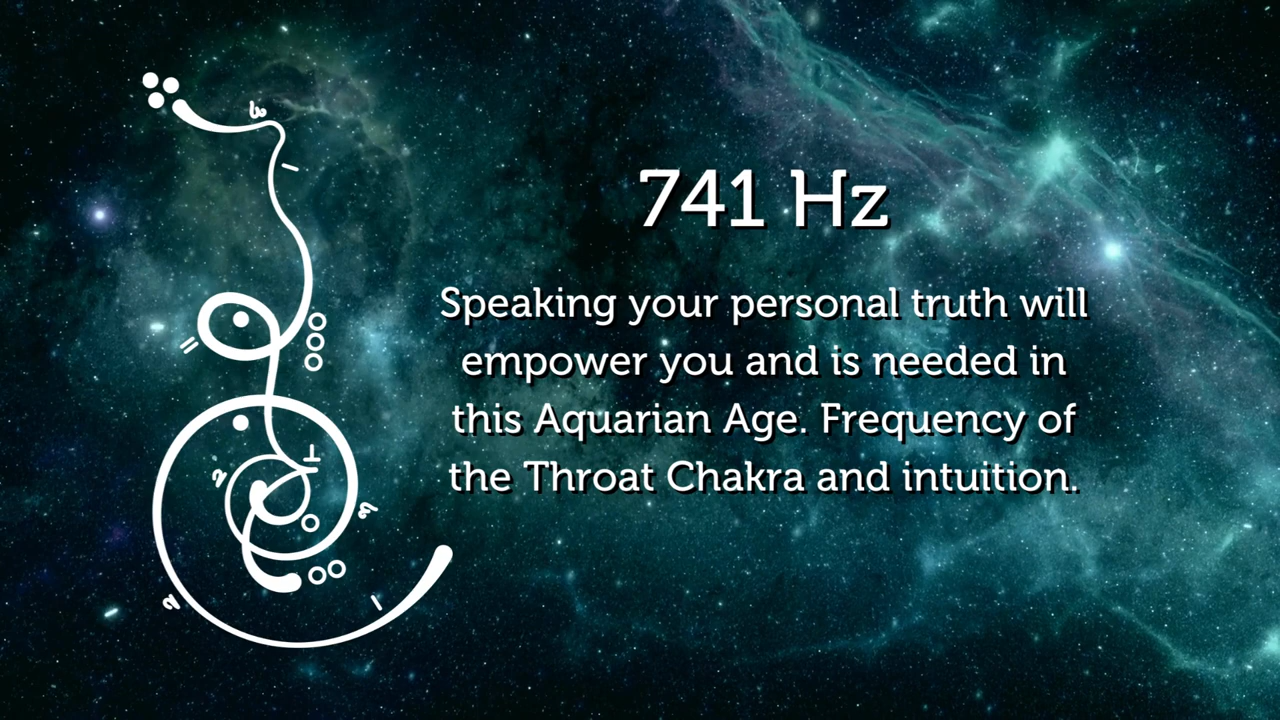 741 Hz
Speaking your personal truth will
empower you and is needed in
this Aquarian Age. Frequency of
the Throat Chakra and intuition.